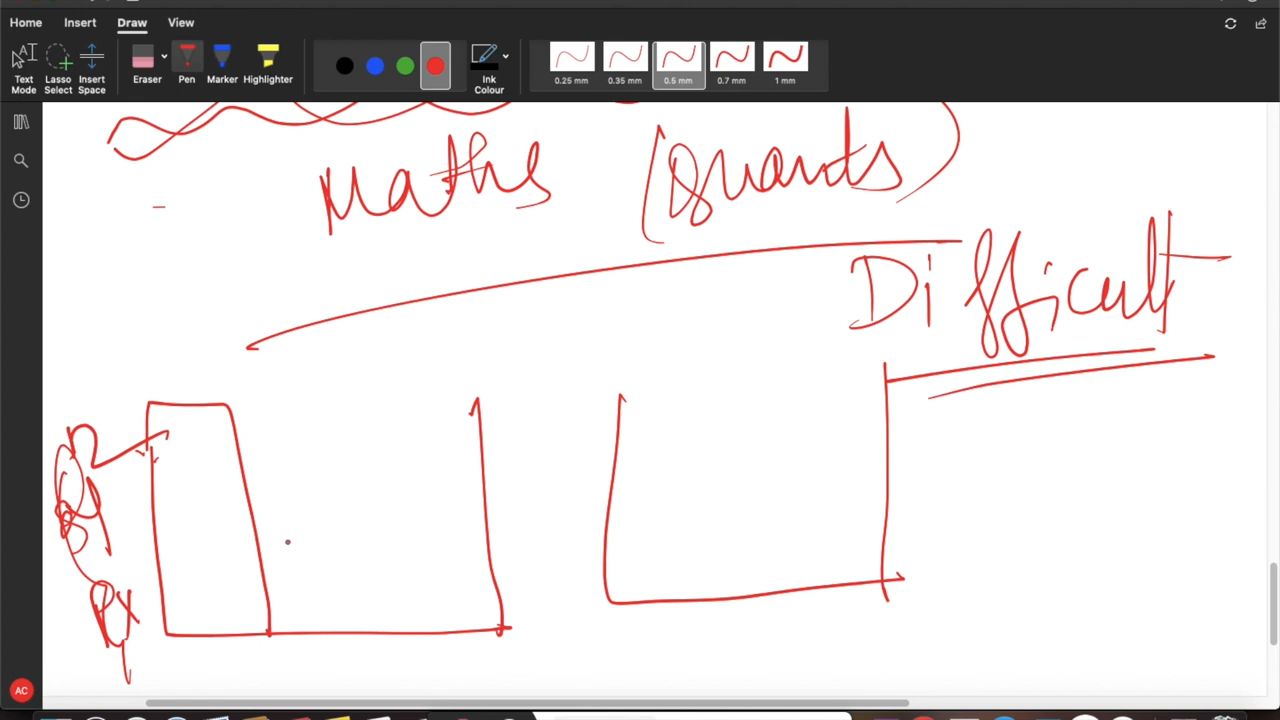 Home Insert Draw View
Text Mode Lasso Select Insert Space Eraser Pen Marker Highlighter Ink Colour 0.25 mm 0.35 mm 0.5 mm 0.7 mm 1 mm
Maths (Quants)
Difficult
AC